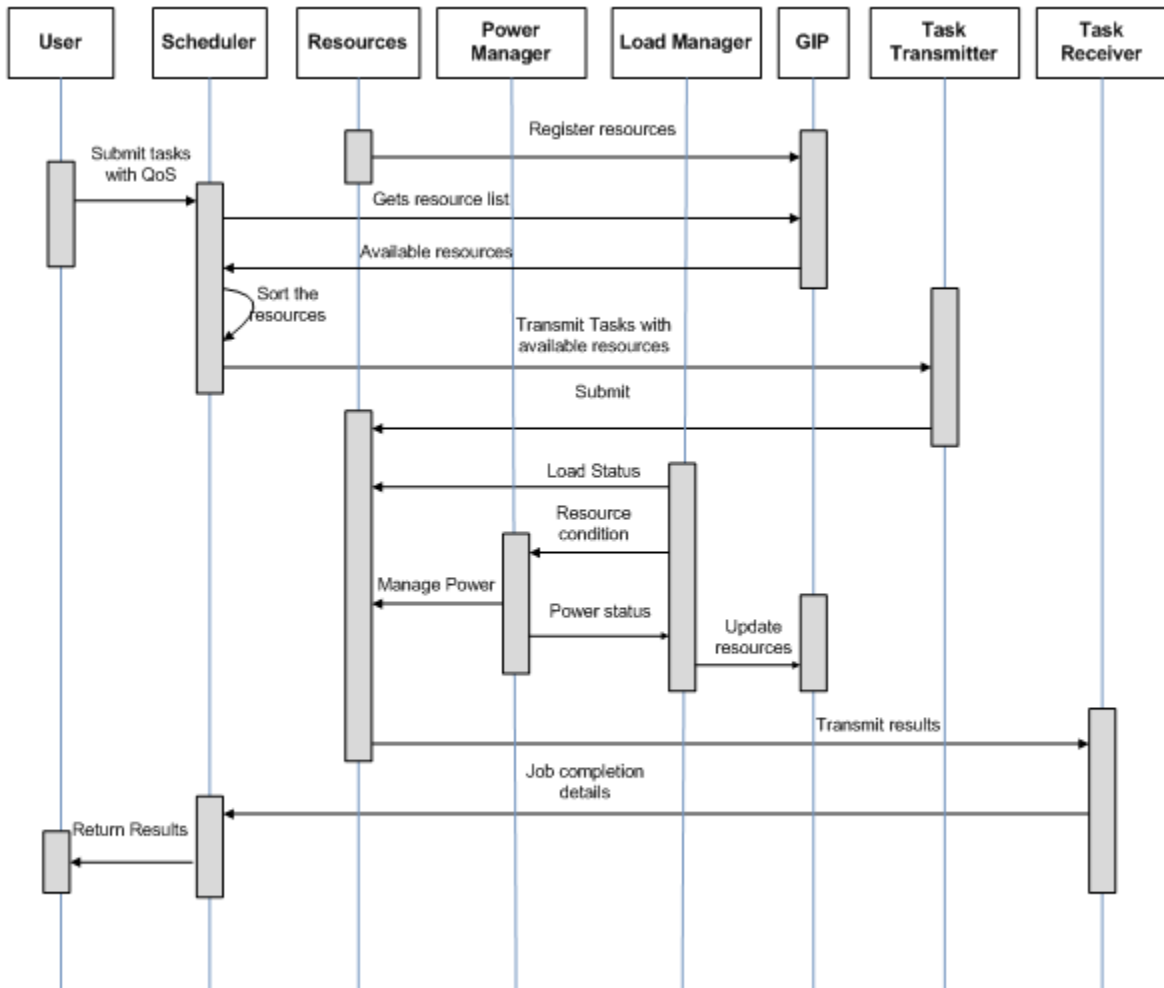 User
Scheduler
Resources
Power
Manager
Load Manager
GIP
Task
Transmitter
Task
Receiver
Register resources
Submit tasks
with QoS
Gets resource list
Available resources
Sort the
resources
Transmit Tasks with
available resources
Submit
Load Status
Resource
condition
Manage Power
Power status
Update
resources
Transmit results
Job completion
details
Return Results